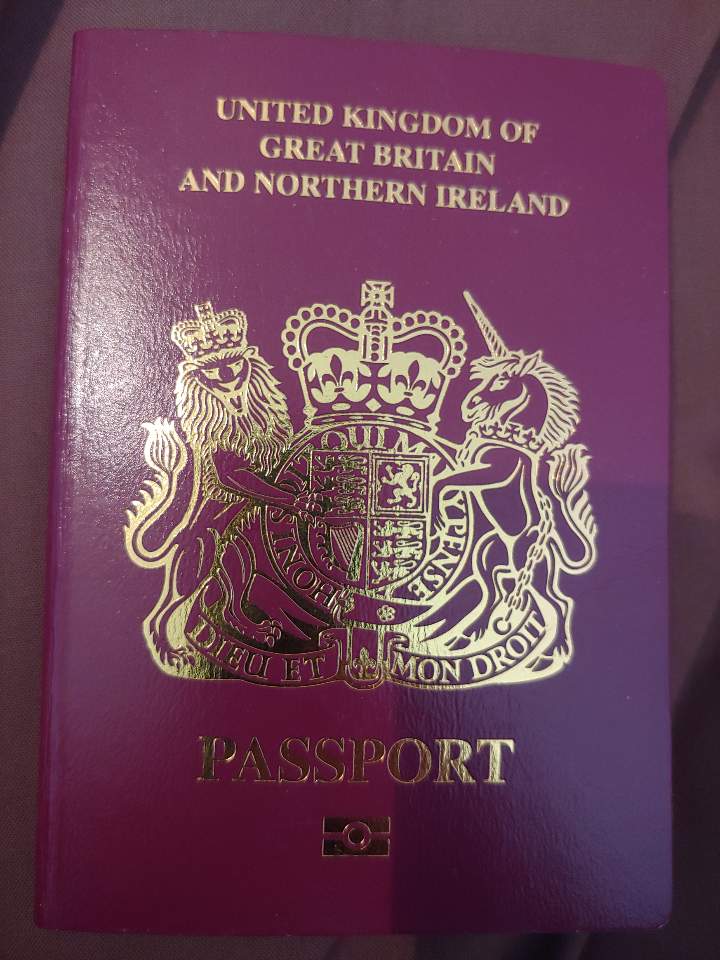 UNITED KINGDOM OF
GREAT BRITAIN
AND NORTHERN IRELAND
HONI SOIT QUI MAL Y PENSE
DIEU ET MON DROIT
PASSPORT